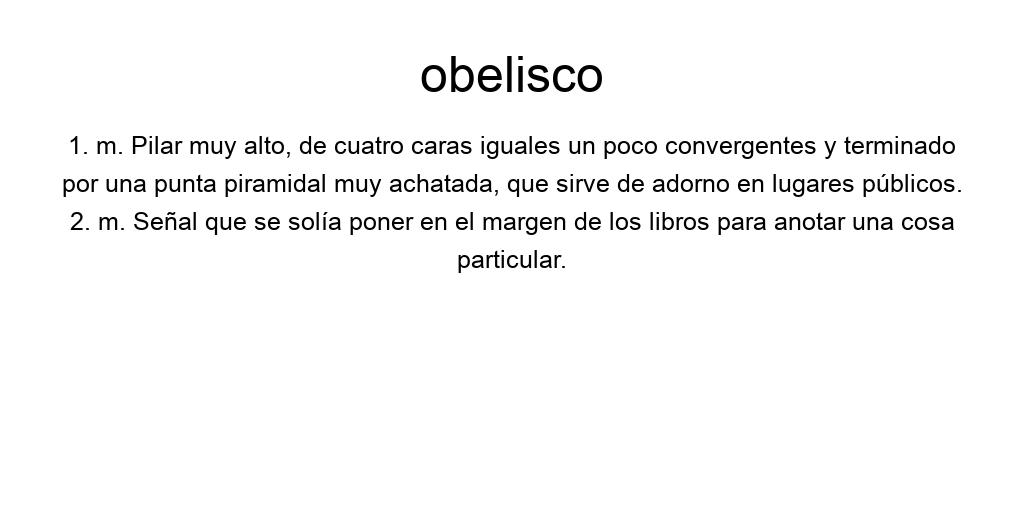 obelisco
1. m. Pilar muy alto, de cuatro caras iguales un poco convergentes y terminado
por una punta piramidal muy achatada, que sirve de adorno en lugares públicos.
2. m. Señal que se solía poner en el margen de los libros para anotar una cosa
particular.